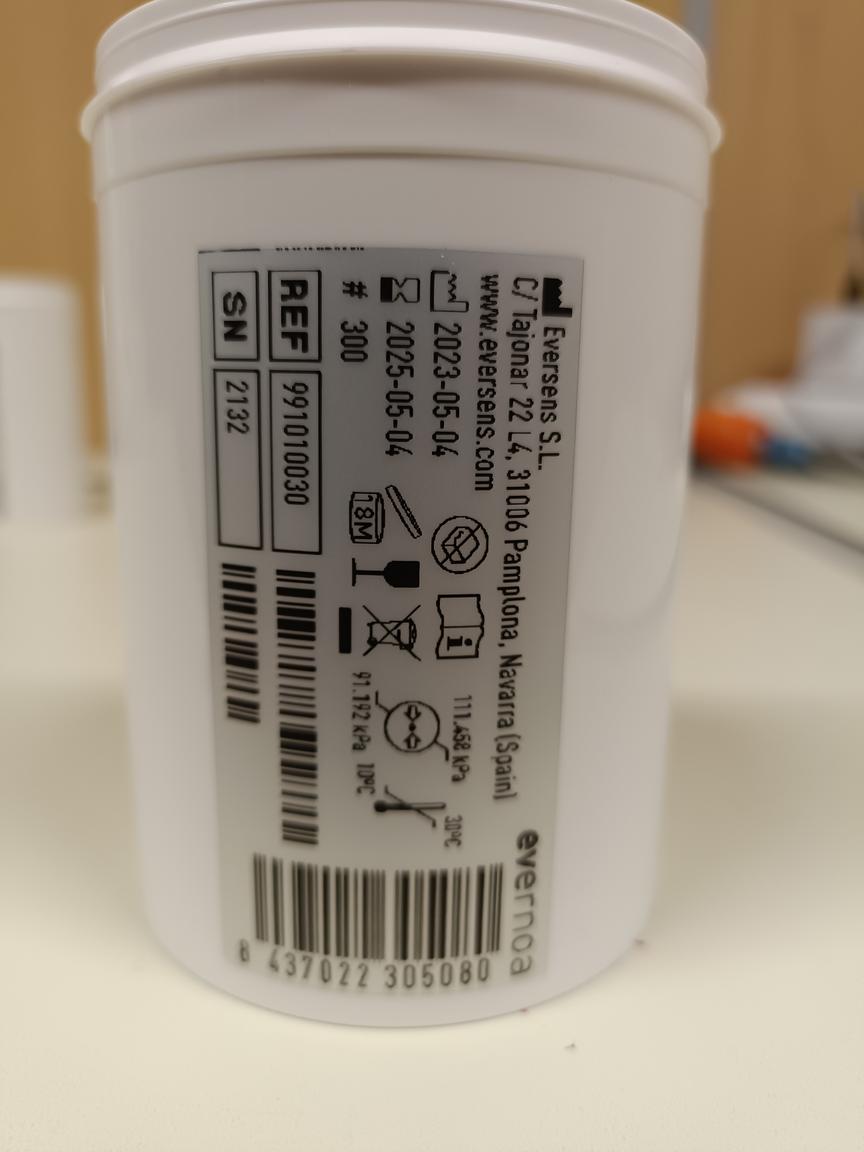 Eversens S.L.
C/ Tajonar 22 L4, 31006 Pamplona, Navarra (Spain)
www.eversens.com
2023-05-04
2025-05-04
# 300
18M
111.458 kPa
91.192 kPa
30ºC
10ºC
REF 991010030
SN 2132
evernoa
8 437022 305080